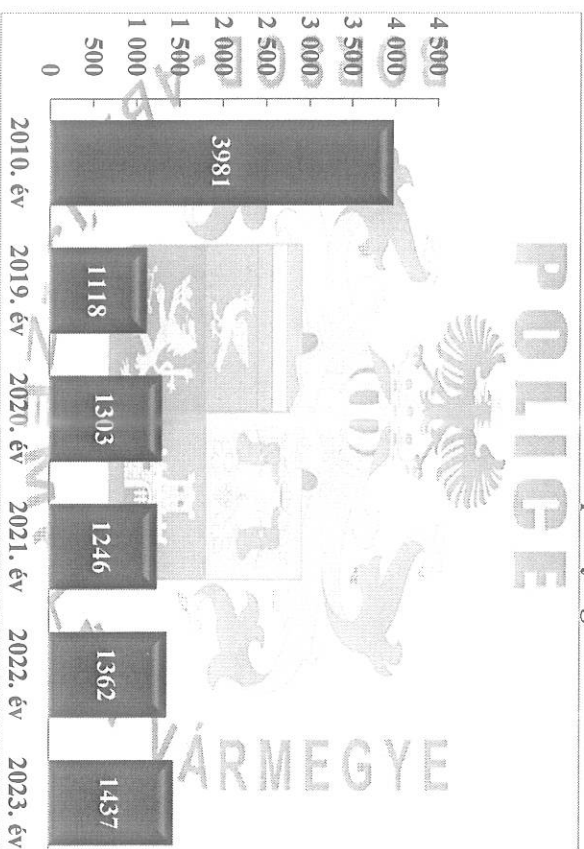 POLICE
VÁRMEGYE
4 500
4 000
3 500
3 000
2 500
2 000
1 500
1 000
500
0
3981
1118
1303
1246
1362
1437
2010. év
2019. év
2020. év
2021. év
2022. év
2023. év